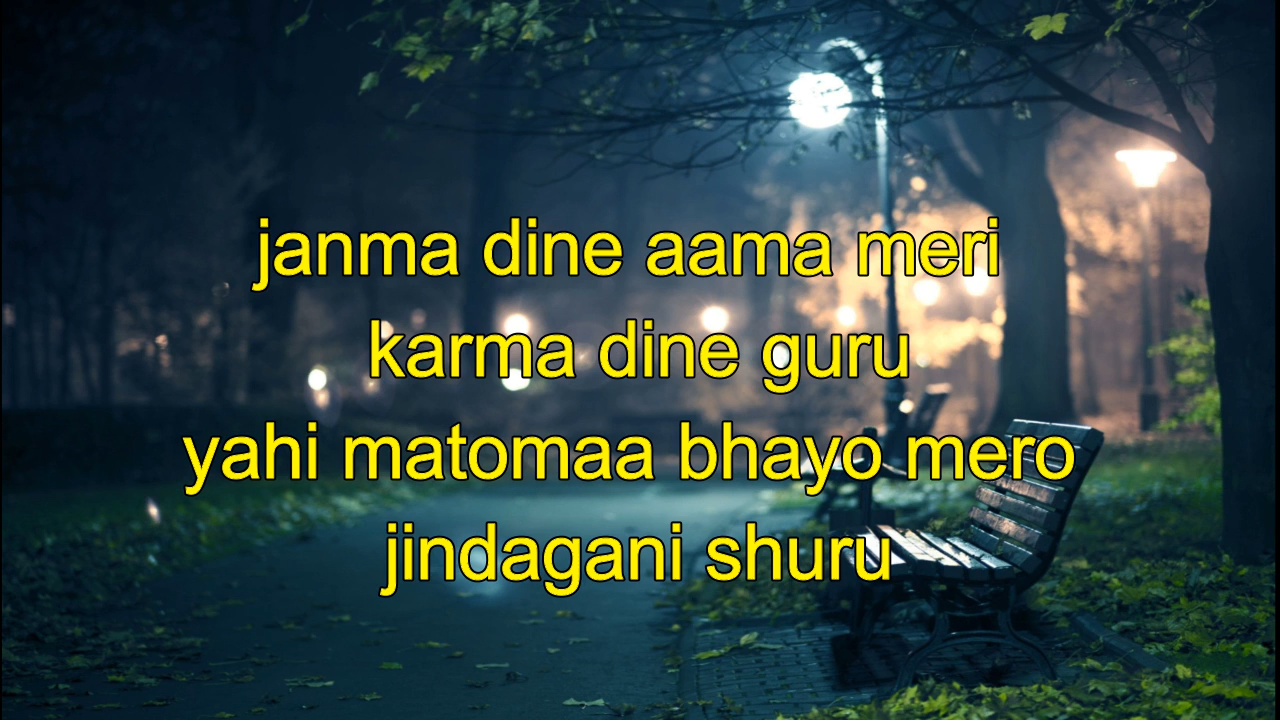 janma dine aama meri
karma dine guru
yahi matomaa bhayo mero
jindagani shuru